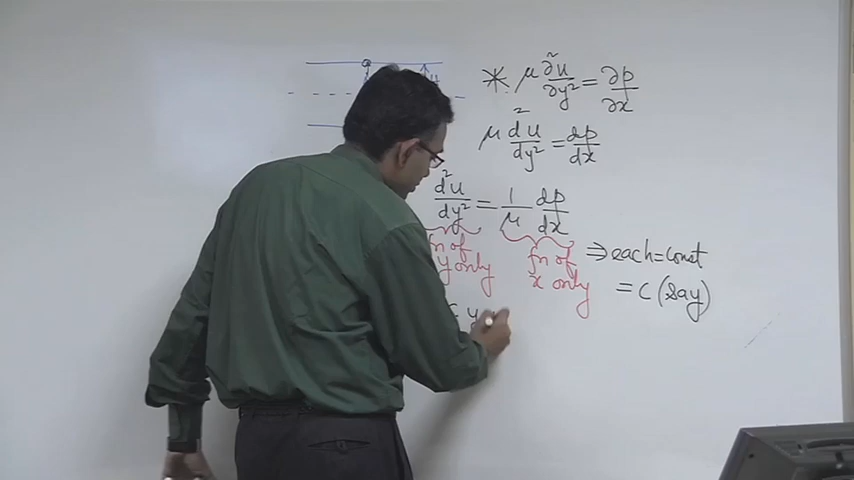 * μ ∂²u/∂y² = ∂p/∂x
μ d²u/dy² = dp/dx
d²u/dy² = 1/μ dp/dx
fn of y only
fn of x only
⇒ each = const
= c (say)
c y